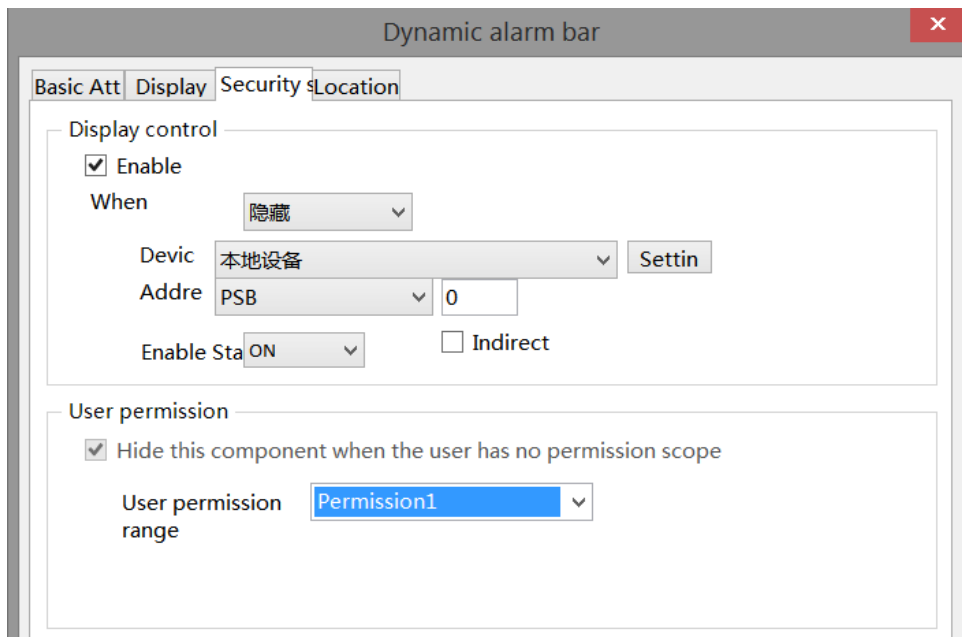 Dynamic alarm bar
Basic Att Display Security s Location
Display control
Enable
When 隐藏
Devic 本地设备 Settin
Addre PSB 0
Enable Sta ON Indirect
User permission
Hide this component when the user has no permission scope
User permission Permission1
range